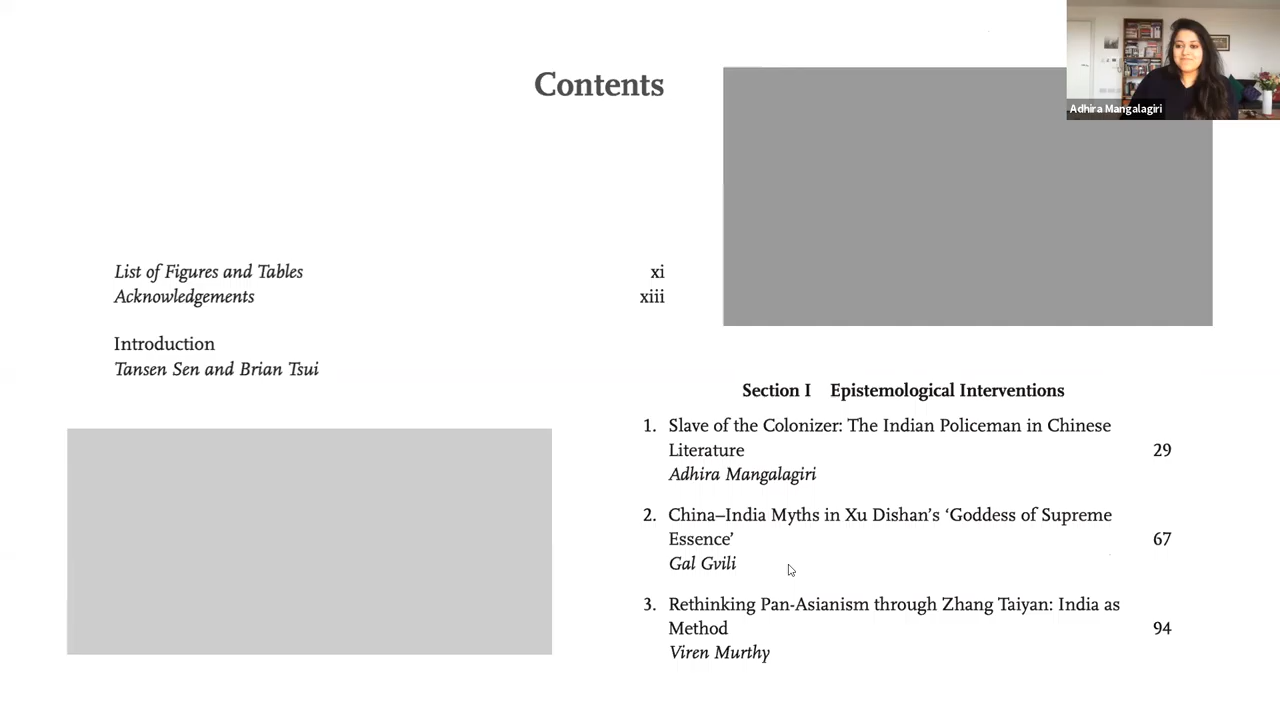 Contents
List of Figures and Tables xi
Acknowledgements xiii
Introduction
Tansen Sen and Brian Tsui
Adhira Mangalagiri
Section I Epistemological Interventions
1. Slave of the Colonizer: The Indian Policeman in Chinese
Literature 29
Adhira Mangalagiri
2. China–India Myths in Xu Dishan’s ‘Goddess of Supreme
Essence’ 67
Gal Gvili
3. Rethinking Pan-Asianism through Zhang Taiyan: India as
Method 94
Viren Murthy